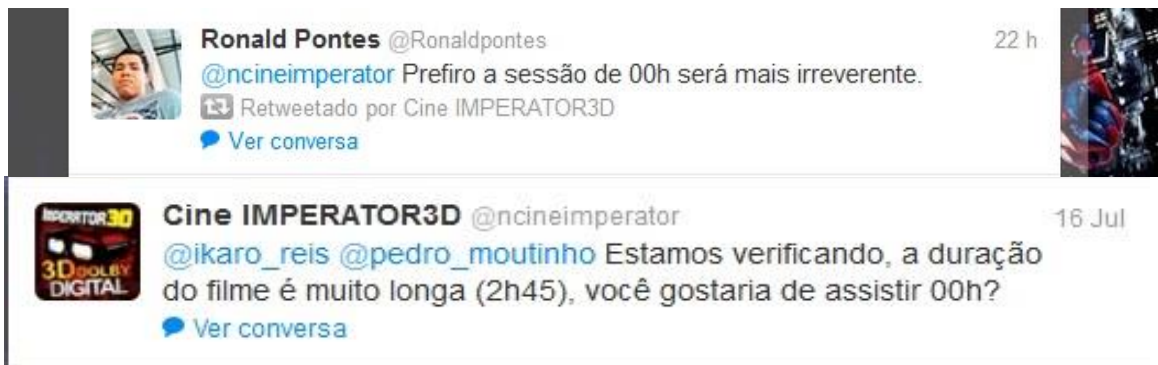 Ronald Pontes @Ronaldpontes 22 h
@ncineimperator Prefiro a sessão de 00h será mais irreverente.
Retweetado por Cine IMPERATOR3D
Ver conversa
IMPERATOR3D
3D DOLBY
DIGITAL
Cine IMPERATOR3D @ncineimperator 16 Jul
@ikaro_reis @pedro_moutinho Estamos verificando, a duração
do filme é muito longa (2h45), você gostaria de assistir 00h?
Ver conversa